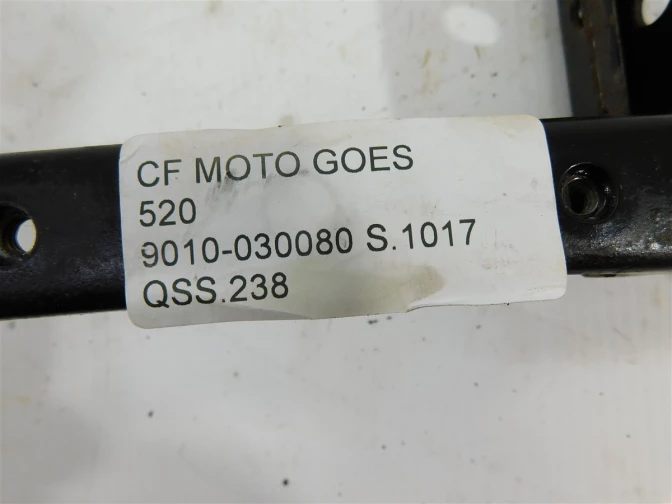 CF MOTO GOES
520
9010-030080 S.1017
QSS.238